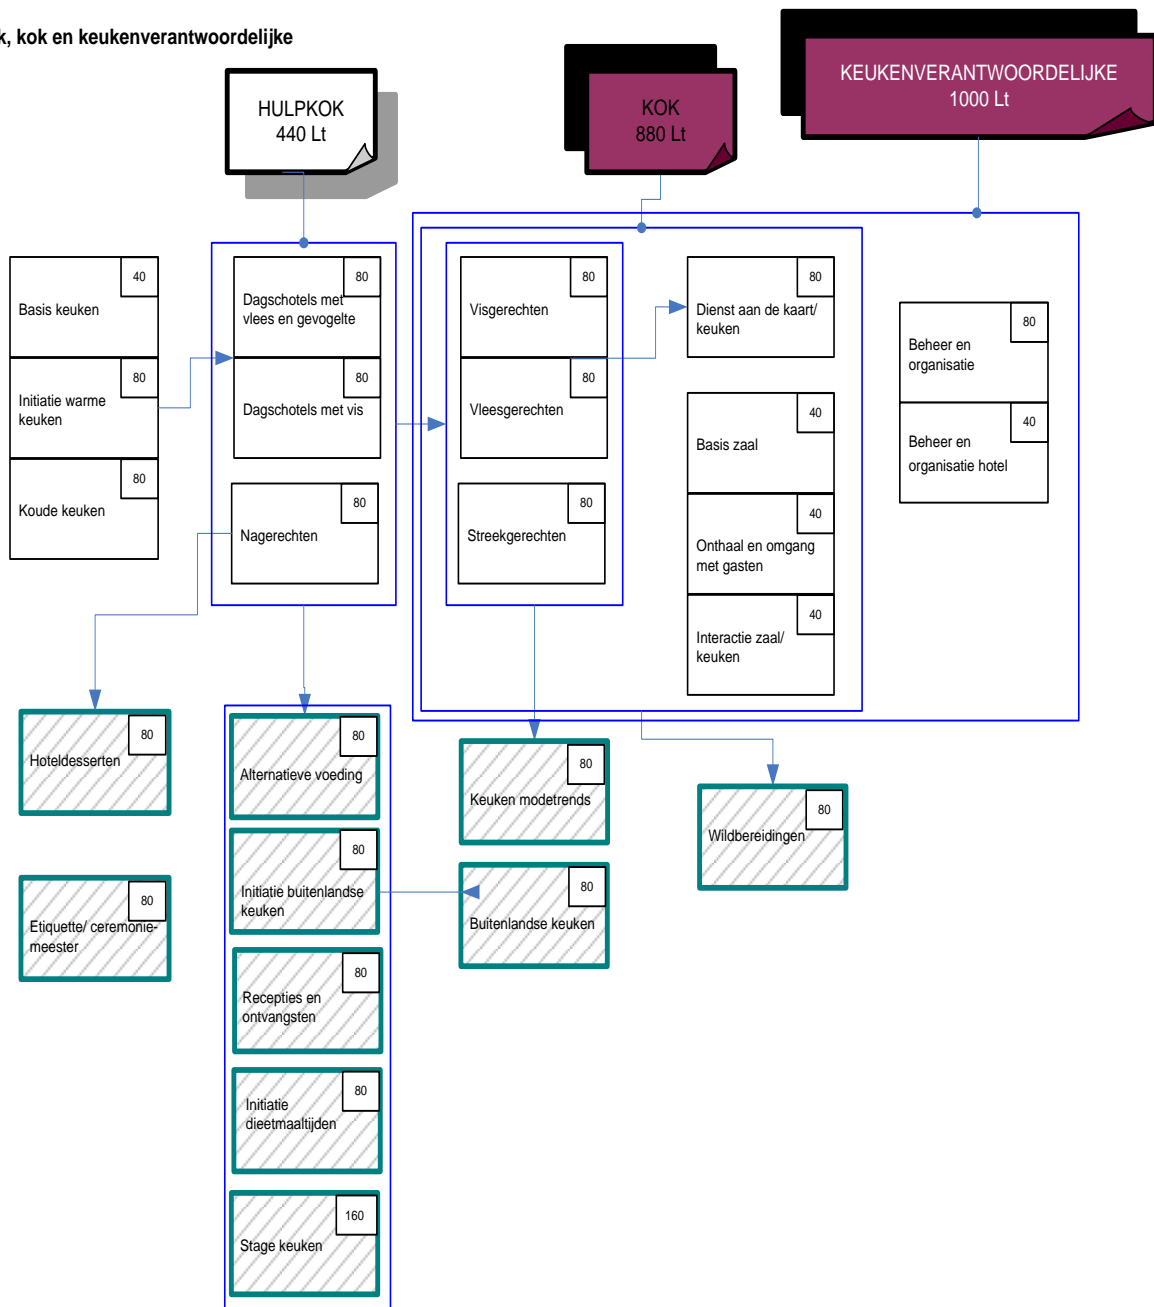 k, kok en keukenverantwoordelijke
HULPKOK
440 Lt
KOK
880 Lt
KEUKENVERANTWOORDELIJKE
1000 Lt
40
Basis keuken
80
Initiatie warme
keuken
80
Koude keuken
80
Dagschotels met
vlees en gevogelte
80
Dagschotels met vis
80
Nagerechten
80
Visgerechten
80
Vleesgerechten
80
Streekgerechten
80
Dienst aan de kaart/
keuken
40
Basis zaal
40
Onthaal en omgang
met gasten
40
Interactie zaal/
keuken
80
Beheer en
organisatie
40
Beheer en
organisatie hotel
80
Hoteldesserten
80
Etiquette/ ceremonie-
meester
80
Alternatieve voeding
80
Initiatie buitenlandse
keuken
80
Recepties en
ontvangsten
80
Initiatie
dieetmaaltijden
160
Stage keuken
80
Keuken modetrends
80
Buitenlandse keuken
80
Wildbereidingen